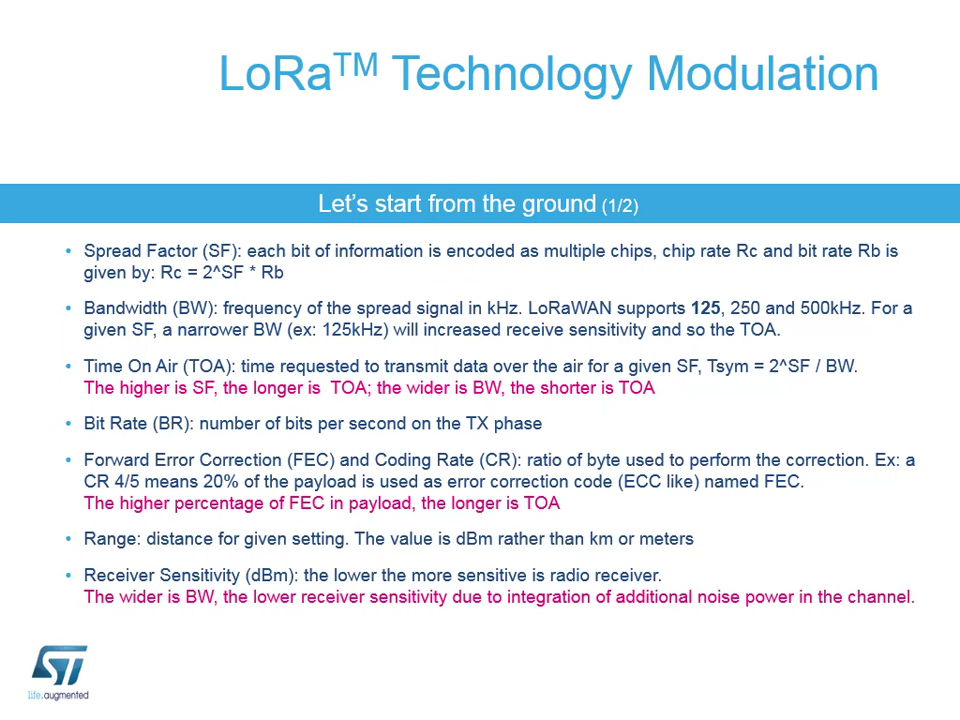 LoRa™ Technology Modulation
Let's start from the ground (1/2)
• Spread Factor (SF): each bit of information is encoded as multiple chips, chip rate Rc and bit rate Rb is
given by: Rc = 2^SF * Rb
• Bandwidth (BW): frequency of the spread signal in kHz. LoRaWAN supports 125, 250 and 500kHz. For a
given SF, a narrower BW (ex: 125kHz) will increased receive sensitivity and so the TOA.
• Time On Air (TOA): time requested to transmit data over the air for a given SF, Tsym = 2^SF / BW.
The higher is SF, the longer is  TOA; the wider is BW, the shorter is TOA
• Bit Rate (BR): number of bits per second on the TX phase
• Forward Error Correction (FEC) and Coding Rate (CR): ratio of byte used to perform the correction. Ex: a
CR 4/5 means 20% of the payload is used as error correction code (ECC like) named FEC.
The higher percentage of FEC in payload, the longer is TOA
• Range: distance for given setting. The value is dBm rather than km or meters
• Receiver Sensitivity (dBm): the lower the more sensitive is radio receiver.
The wider is BW, the lower receiver sensitivity due to integration of additional noise power in the channel.
ST
life.augmented